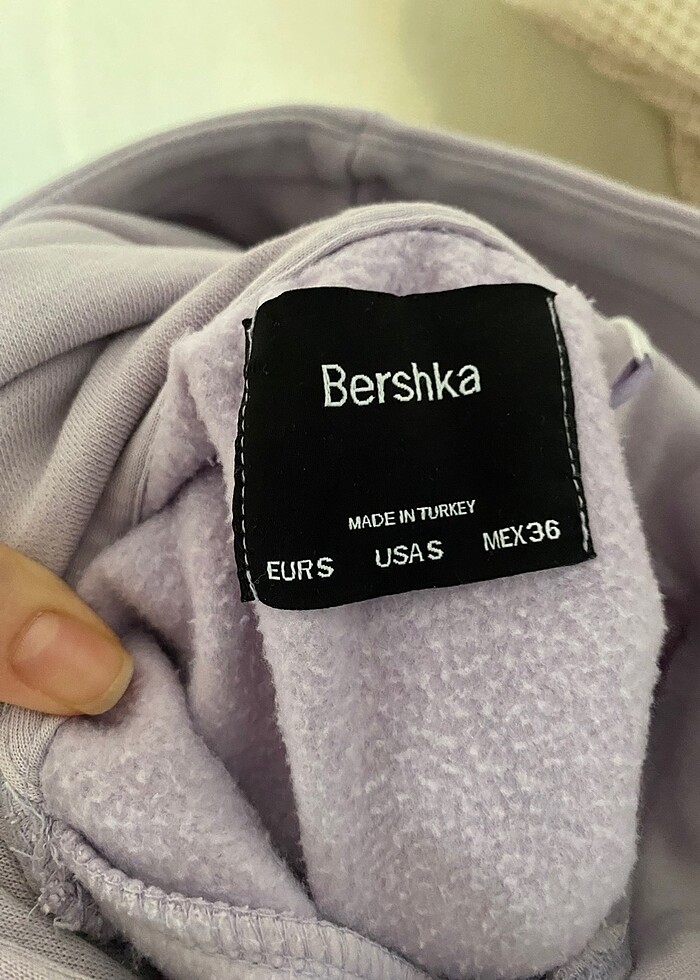 Bershka
MADE IN TURKEY
EUR S USA S MEX 36